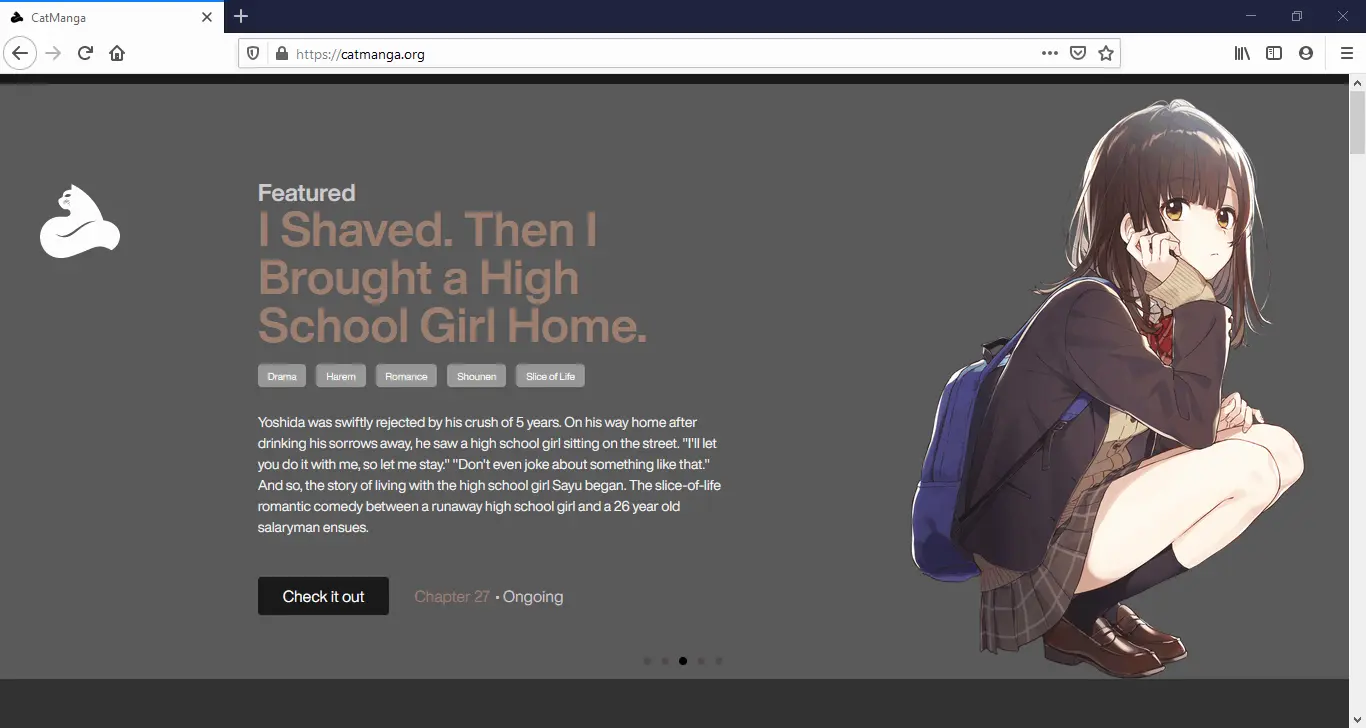 CatManga
https://catmanga.org
Featured
I Shaved. Then I
Brought a High
School Girl Home.
Drama Harem Romance Shounen Slice of Life
Yoshida was swiftly rejected by his crush of 5 years. On his way home after
drinking his sorrows away, he saw a high school girl sitting on the street. "I'll let
you do it with me, so let me stay." "Don't even joke about something like that."
And so, the story of living with the high school girl Sayu began. The slice-of-life
romantic comedy between a runaway high school girl and a 26 year old
salaryman ensues.
Check it out Chapter 27 • Ongoing